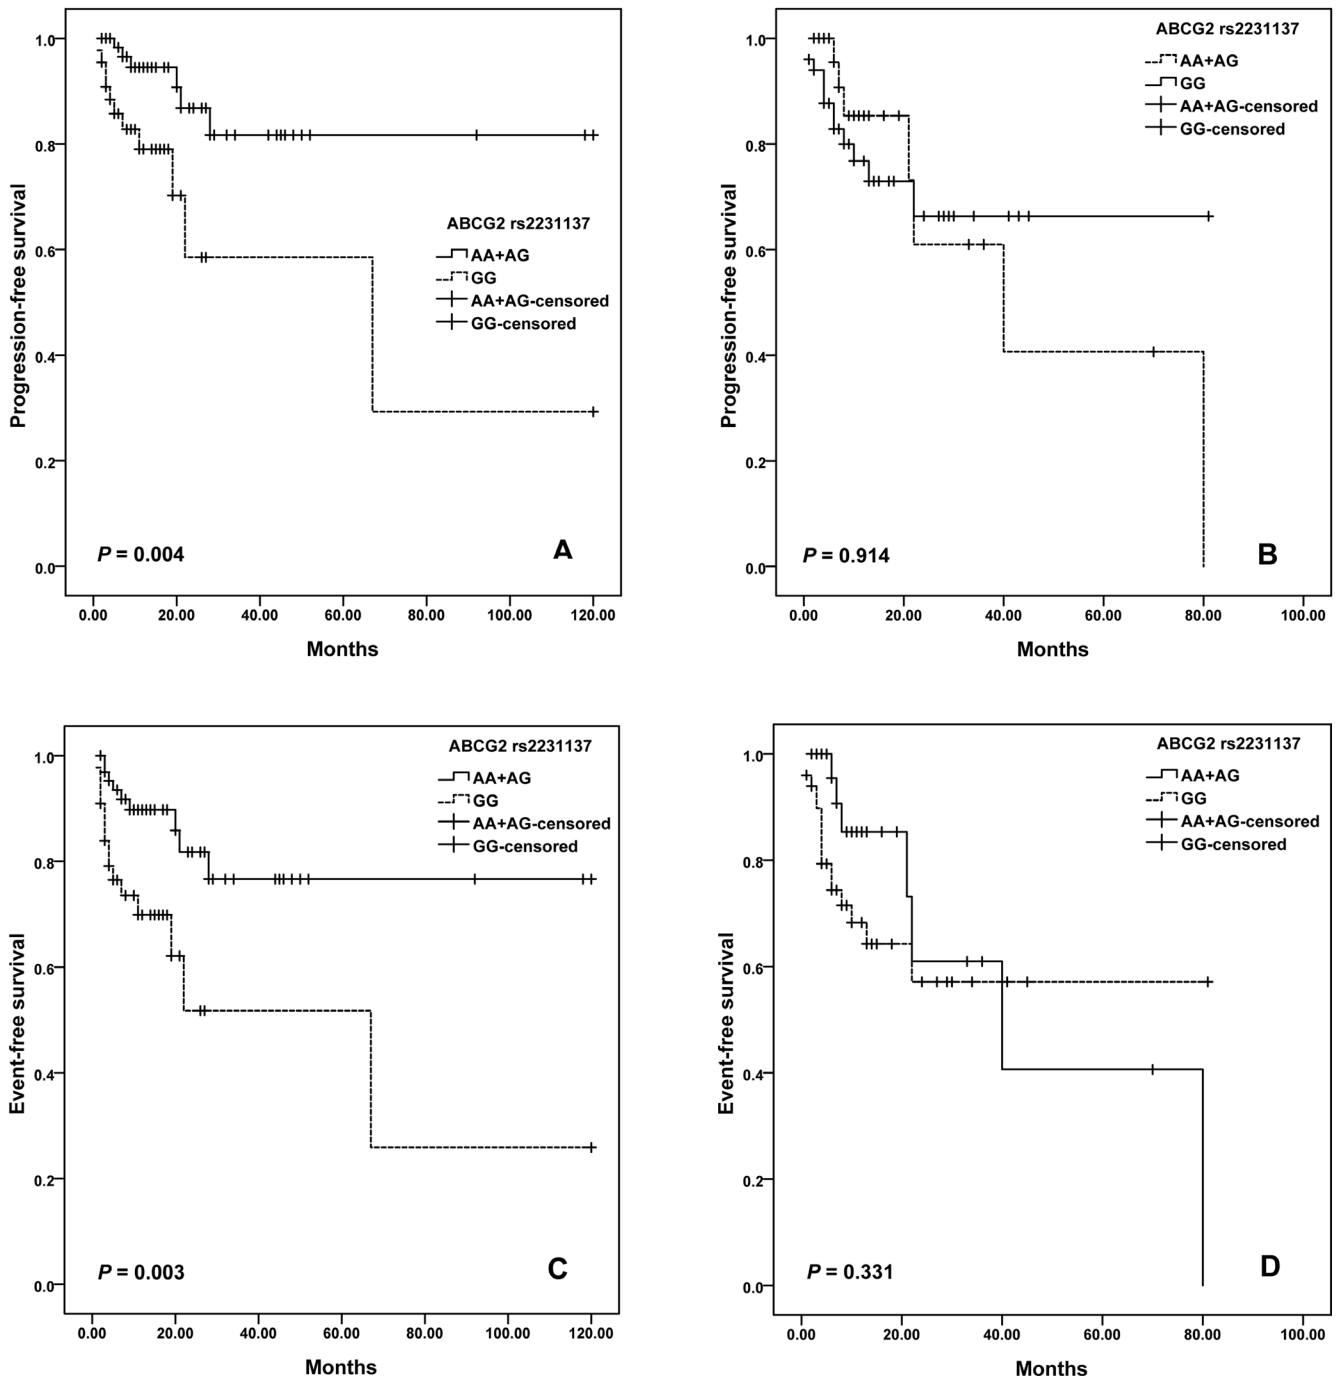 1.0
0.8
0.6
0.4
0.2
0.0
Progression-free survival
ABCG2 rs2231137
AA+AG
GG
AA+AG-censored
GG-censored
P = 0.004
A
0.00 20.00 40.00 60.00 80.00 100.00 120.00
Months
1.0
0.8
0.6
0.4
0.2
0.0
Progression-free survival
ABCG2 rs2231137
AA+AG
GG
AA+AG-censored
GG-censored
P = 0.914
B
0.00 20.00 40.00 60.00 80.00 100.00
Months
1.0
0.8
0.6
0.4
0.2
0.0
Event-free survival
ABCG2 rs2231137
AA+AG
GG
AA+AG-censored
GG-censored
P = 0.003
C
0.00 20.00 40.00 60.00 80.00 100.00 120.00
Months
1.0
0.8
0.6
0.4
0.2
0.0
Event-free survival
ABCG2 rs2231137
AA+AG
GG
AA+AG-censored
GG-censored
P = 0.331
D
0.00 20.00 40.00 60.00 80.00 100.00
Months